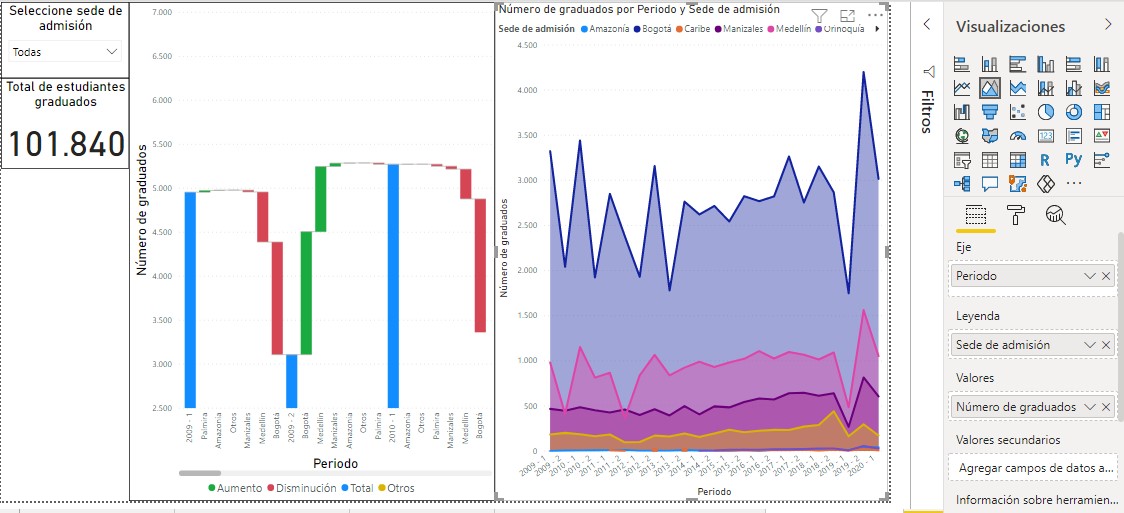 Seleccione sede de
admisión
Todas
Total de estudiantes
graduados
101.840
Número de graduados
7.000
6.500
6.000
5.500
5.000
4.500
4.000
3.500
3.000
2.500
2009 - 1
Palmira
Amazonia
Otros
Manizales
Medellín
Bogotá
2009 - 2
Bogotá
Medellín
Manizales
Amazonia
Otros
Palmira
2010 - 1
Amazonia
Otros
Palmira
Manizales
Medellín
Bogotá
Periodo
Aumento Disminución Total Otros
Número de graduados por Periodo y Sede de admisión
Sede de admisión Amazonía Bogotá Caribe Manizales Medellín Orinoquía
Número de graduados
4.500
4.000
3.500
3.000
2.500
2.000
1.500
1.000
500
0
Periodo
Filtros
Visualizaciones
123
R Py
Eje
Periodo
Leyenda
Sede de admisión
Valores
Número de graduados
Valores secundarios
Agregar campos de datos a...
Información sobre herramien...